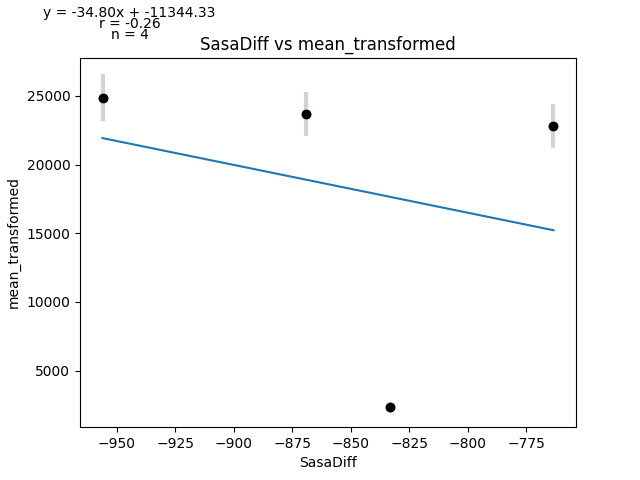 y = -34.80x + -11344.33
r = -0.26
n = 4
SasaDiff vs mean_transformed
25000
20000
15000
10000
5000
mean_transformed
−950 −925 −900 −875 −850 −825 −800 −775
SasaDiff